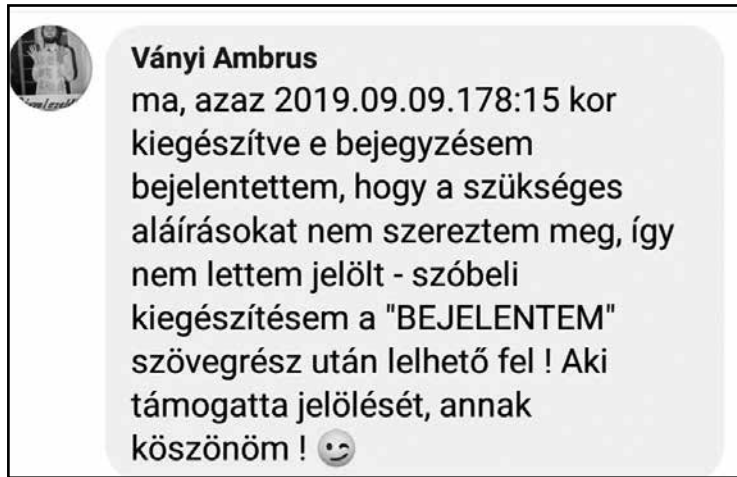 Ványi Ambrus
ma, azaz 2019.09.09.178:15 kor
kiegészítve e bejegyzésem
bejelentettem, hogy a szükséges
aláírásokat nem szereztem meg, így
nem lettem jelölt - szóbeli
kiegészítésem a "BEJELENTEM"
szövegrész után lelhető fel ! Aki
támogatta jelölését, annak
köszönöm ! 😉